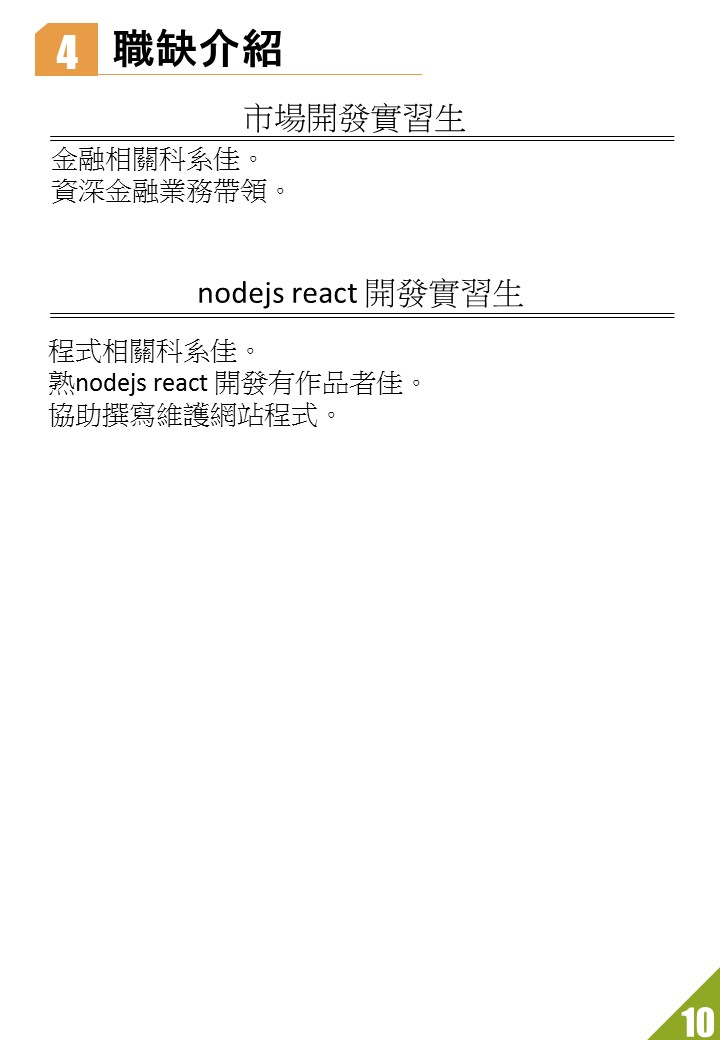 4 職缺介紹
市場開發實習生
金融相關科系佳。
資深金融業務帶領。
nodejs react 開發實習生
程式相關科系佳。
熟nodejs react 開發有作品者佳。
協助撰寫維護網站程式。
10